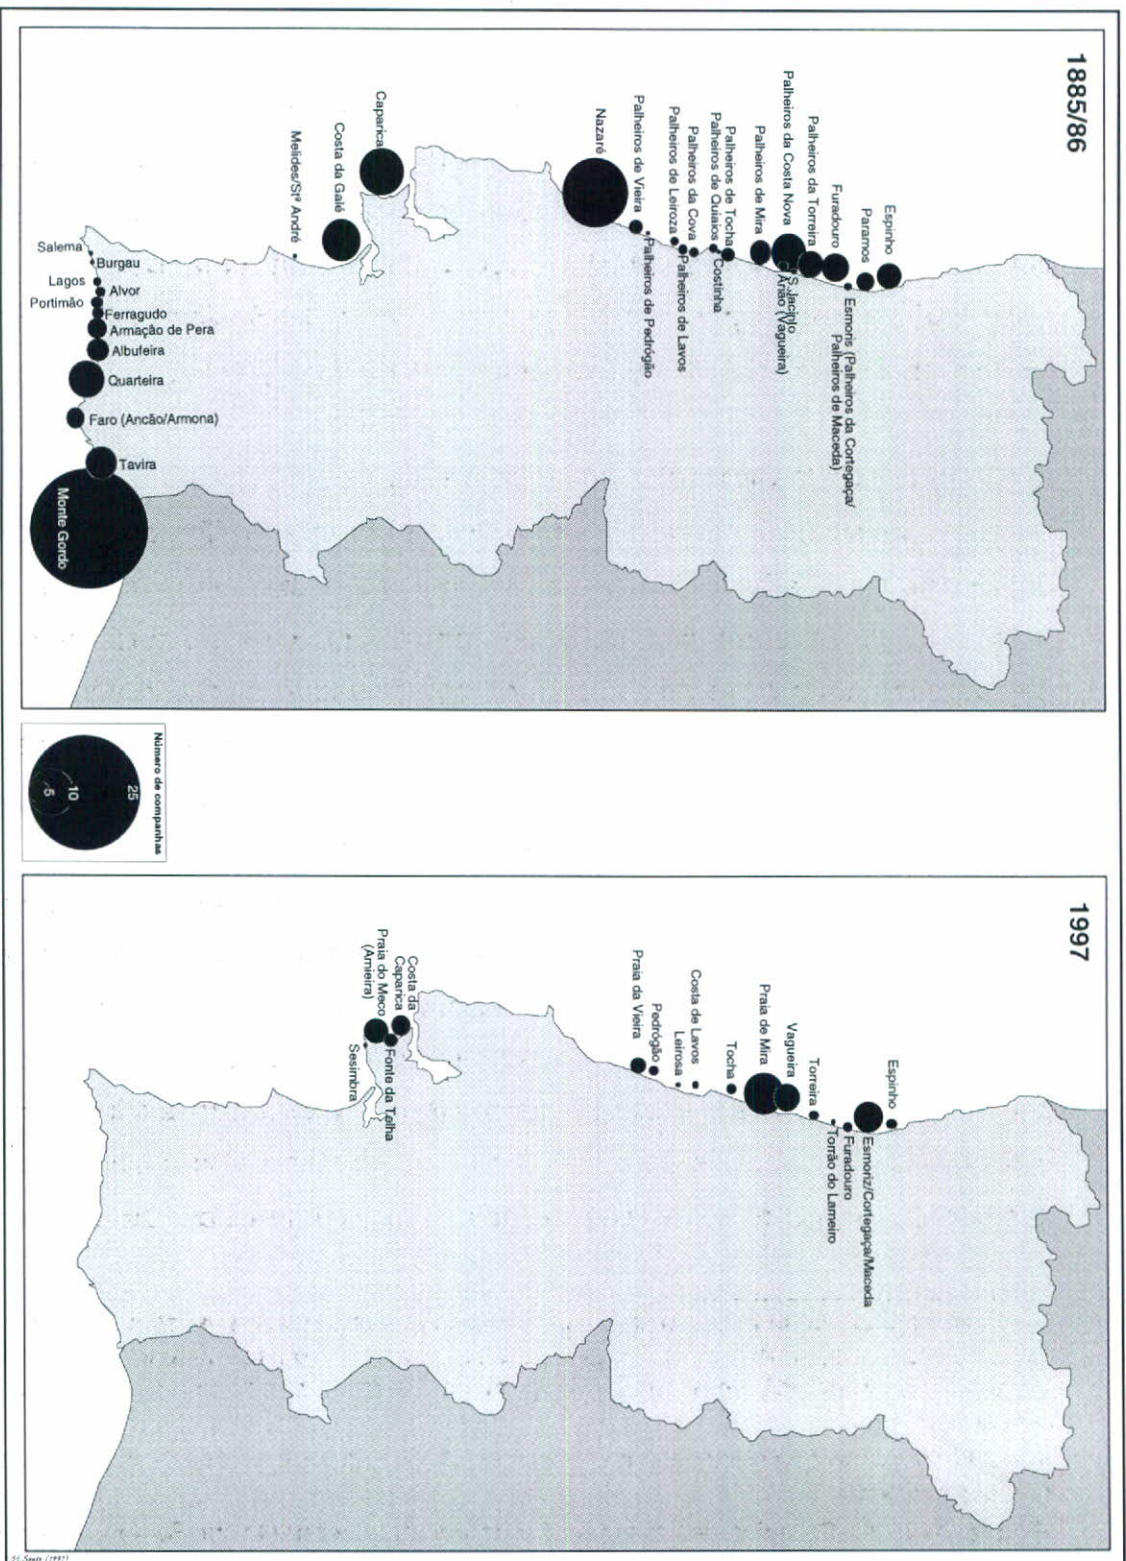 1885/86
Espinho
Paramos
Esmoris (Palheiros da Cortegaça/
Palheiros de Maceda)
Furadouro
Palheiros da Torreira
S. Jacinto
Palheiros da Costa Nova
(Vagueira)
Palheiros de Mira
Palheiros de Tocha
Palheiros de Quiaios
Costinha
Palheiros da Cova
Palheiros de Lavos
Palheiros de Leiroza
Palheiros de Pedrógão
Palheiros de Vieira
Nazaré
Caparica
Costa da Galé
Melides/Stº André
Salema
Burgau
Lagos
Alvor
Portimão
Ferragudo
Armação de Pera
Albufeira
Quarteira
Faro (Ancão/Armona)
Tavira
Monte Gordo
Número de companhas
25
10
5
1997
Espinho
Esmoriz/Cortegaça/Maceda
Furadouro
Torrão do Lameiro
Torreira
Vagueira
Praia de Mira
Tocha
Costa de Lavos
Leirosa
Pedrógão
Praia da Vieira
Costa da
Caparica
Fonte da Telha
Praia do Meco
(Amieira)
Sesimbra